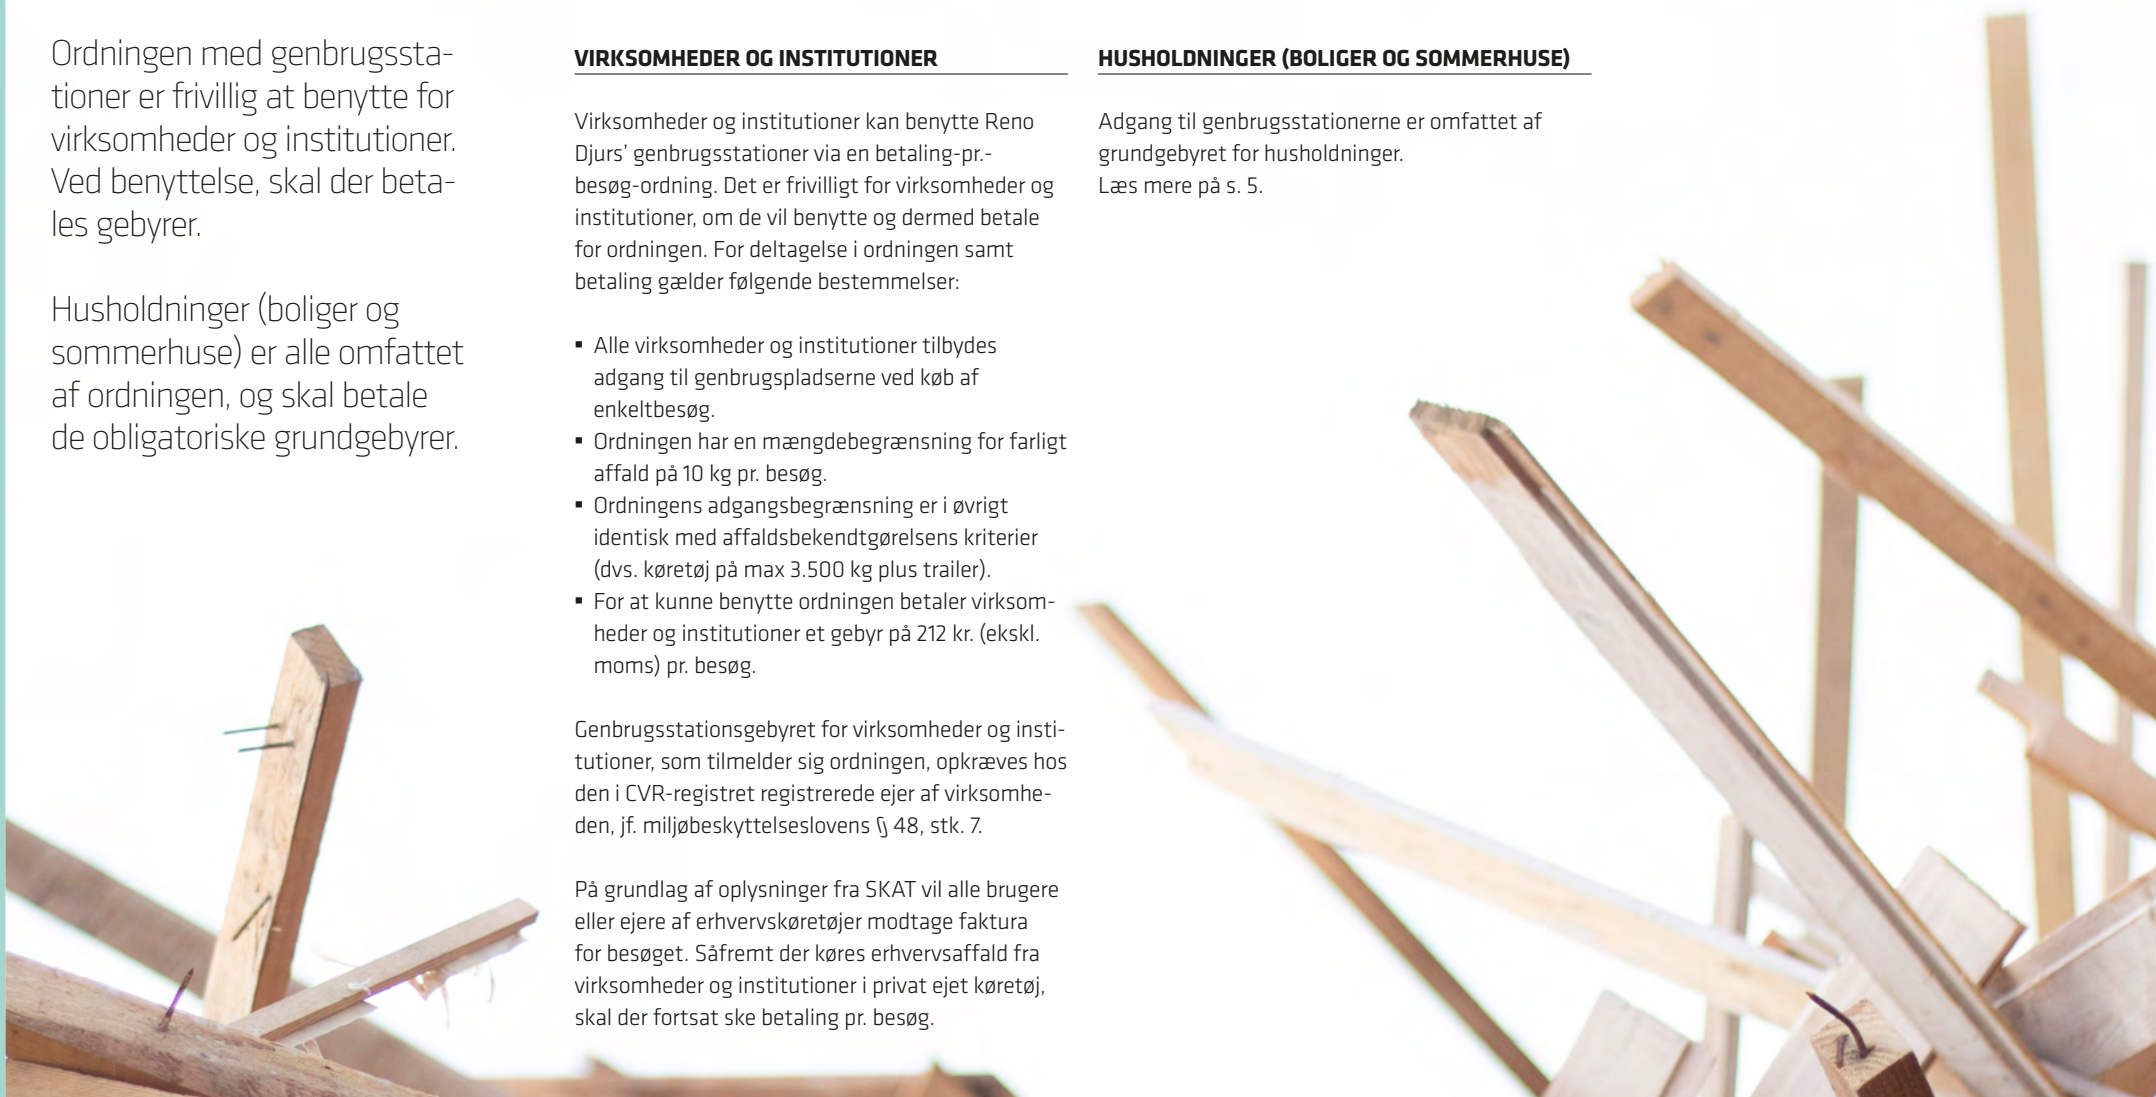 Ordningen med genbrugssta-
tioner er frivillig at benytte for
virksomheder og institutioner.
Ved benyttelse, skal der beta-
les gebyrer.
Husholdninger (boliger og
sommerhuse) er alle omfattet
af ordningen, og skal betale
de obligatoriske grundgebyrer.
VIRKSOMHEDER OG INSTITUTIONER
Virksomheder og institutioner kan benytte Reno
Djurs’ genbrugsstationer via en betaling-pr.-
besøg-ordning. Det er frivilligt for virksomheder og
institutioner, om de vil benytte og dermed betale
for ordningen. For deltagelse i ordningen samt
betaling gælder følgende bestemmelser:
▪ Alle virksomheder og institutioner tilbydes
adgang til genbrugspladserne ved køb af
enkeltbesøg.
▪ Ordningen har en mængdebegrænsning for farligt
affald på 10 kg pr. besøg.
▪ Ordningens adgangsbegrænsning er i øvrigt
identisk med affaldsbekendtgørelsens kriterier
(dvs. køretøj på max 3.500 kg plus trailer).
▪ For at kunne benytte ordningen betaler virksom-
heder og institutioner et gebyr på 212 kr. (ekskl.
moms) pr. besøg.
Genbrugsstationsgebyret for virksomheder og insti-
tutioner, som tilmelder sig ordningen, opkræves hos
den i CVR-registret registrerede ejer af virksomhe-
den, jf. miljøbeskyttelseslovens § 48, stk. 7.
På grundlag af oplysninger fra SKAT vil alle brugere
eller ejere af erhvervskøretøjer modtage faktura
for besøget. Såfremt der køres erhvervsaffald fra
virksomheder og institutioner i privat ejet køretøj,
skal der fortsat ske betaling pr. besøg.
HUSHOLDNINGER (BOLIGER OG SOMMERHUSE)
Adgang til genbrugsstationerne er omfattet af
grundgebyret for husholdninger.
Læs mere på s. 5.